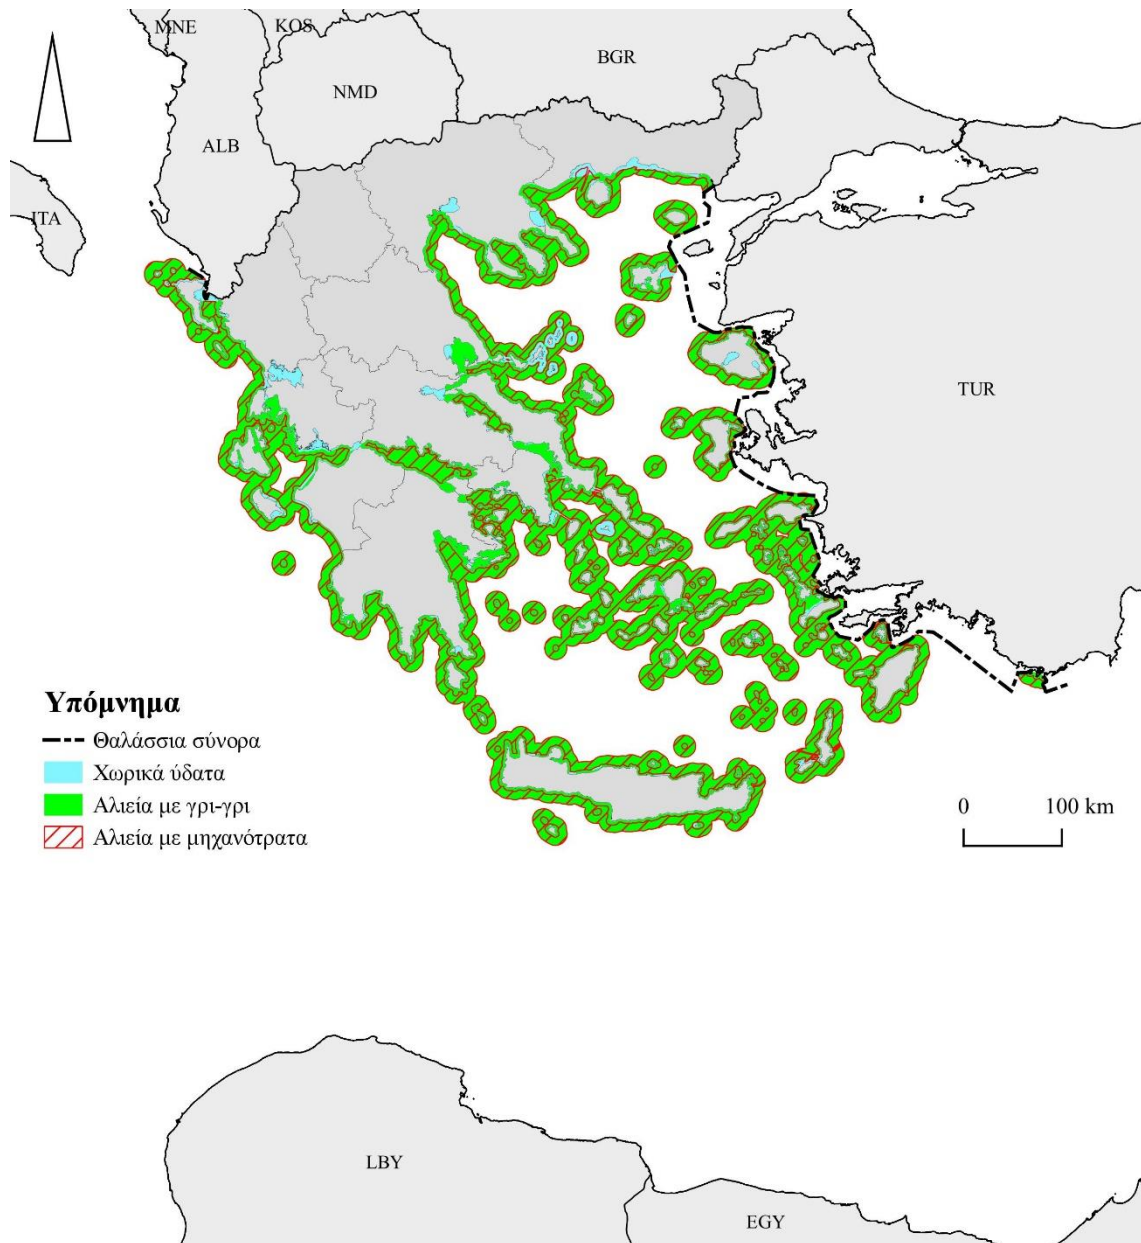 MNE
KOS
BGR
NMD
ALB
ITA
TUR
Υπόμνημα
Θαλάσσια σύνορα
Χωρικά ύδατα
Αλιεία με γρι-γρι
Αλιεία με μηχανότρατα
0 100 km
LBY
EGY